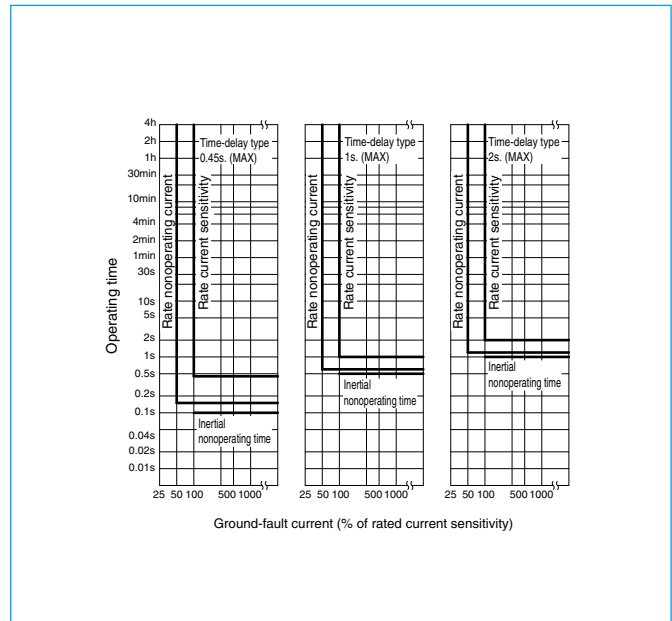 Operating time
4h
2h
1h
30min
10min
4min
2min
1min
30s
10s
5s
2s
1s
0.5s
0.2s
0.1s
0.04s
0.02s
0.01s
Rate nonoperating current
Rate current sensitivity
Time-delay type
0.45s. (MAX)
Inertial
nonoperating time
25 50 100 500 1000
Rate nonoperating current
Rate current sensitivity
Time-delay type
1s. (MAX)
Inertial
nonoperating time
25 50 100 500 1000
Rate nonoperating current
Rate current sensitivity
Time-delay type
2s. (MAX)
Inertial
nonoperating time
25 50 100 500 1000
Ground-fault current (% of rated current sensitivity)